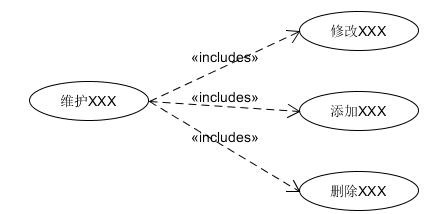 修改XXX
«includes»
维护XXX
«includes»
添加XXX
«includes»
删除XXX